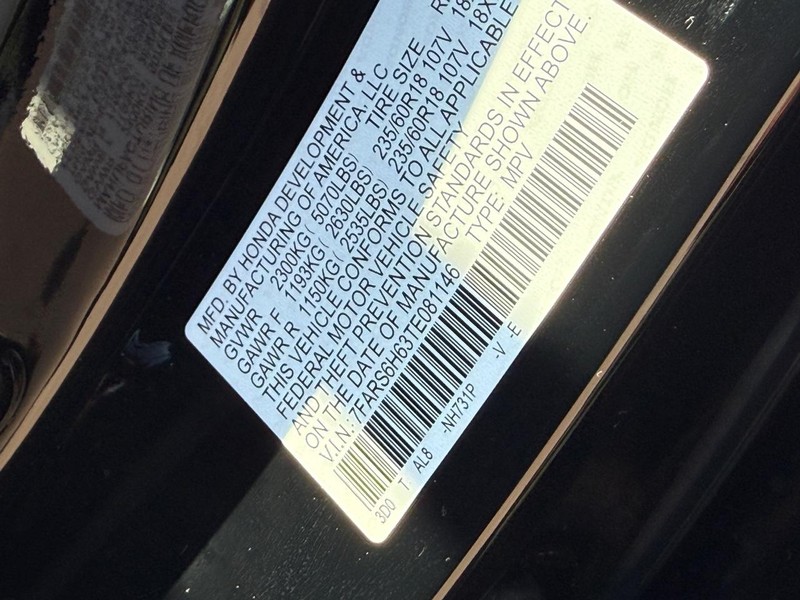 MFD. BY HONDA DEVELOPMENT &
MANUFACTURING OF AMERICA, LLC
TIRE SIZE
GVWR 2300KG( 5070LBS)
GAWR F 1193KG( 2630LBS) 235/60R18 107V 18X
GAWR R 1150KG( 2535LBS) 235/60R18 107V 18X
THIS VEHICLE CONFORMS TO ALL APPLICABLE
FEDERAL MOTOR VEHICLE SAFETY
AND THEFT PREVENTION STANDARDS IN EFFECT
ON THE DATE OF MANUFACTURE SHOWN ABOVE.
V.I.N.: 7FARS6H63TE081146 TYPE: MPV
3D0 T AL8 -NH731P -V -E